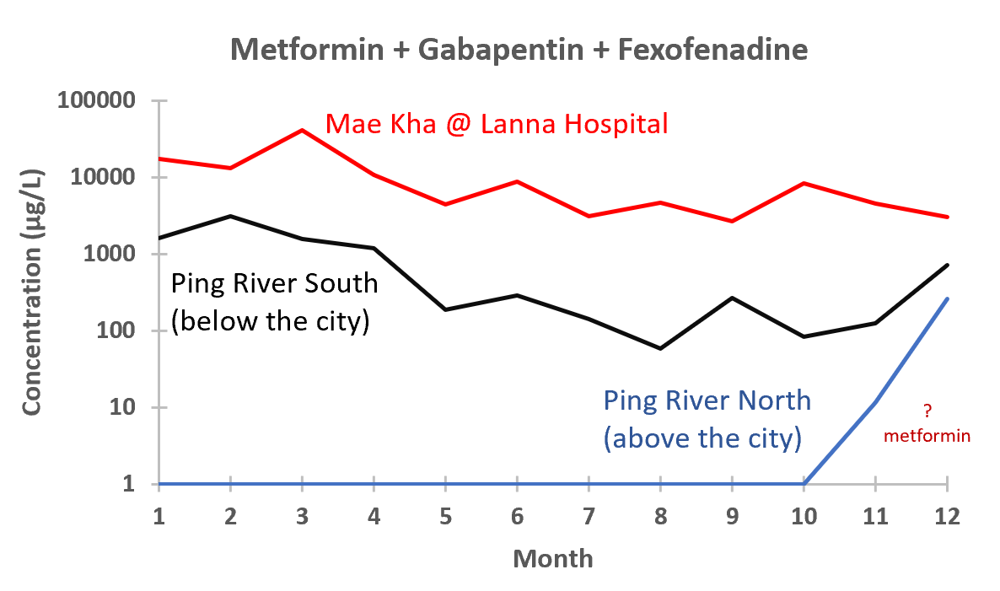 Metformin + Gabapentin + Fexofenadine
100000
10000
1000
100
10
1
Concentration (µg/L)
Mae Kha @ Lanna Hospital
Ping River South
(below the city)
Ping River North
(above the city)
?
metformin
1 2 3 4 5 6 7 8 9 10 11 12
Month